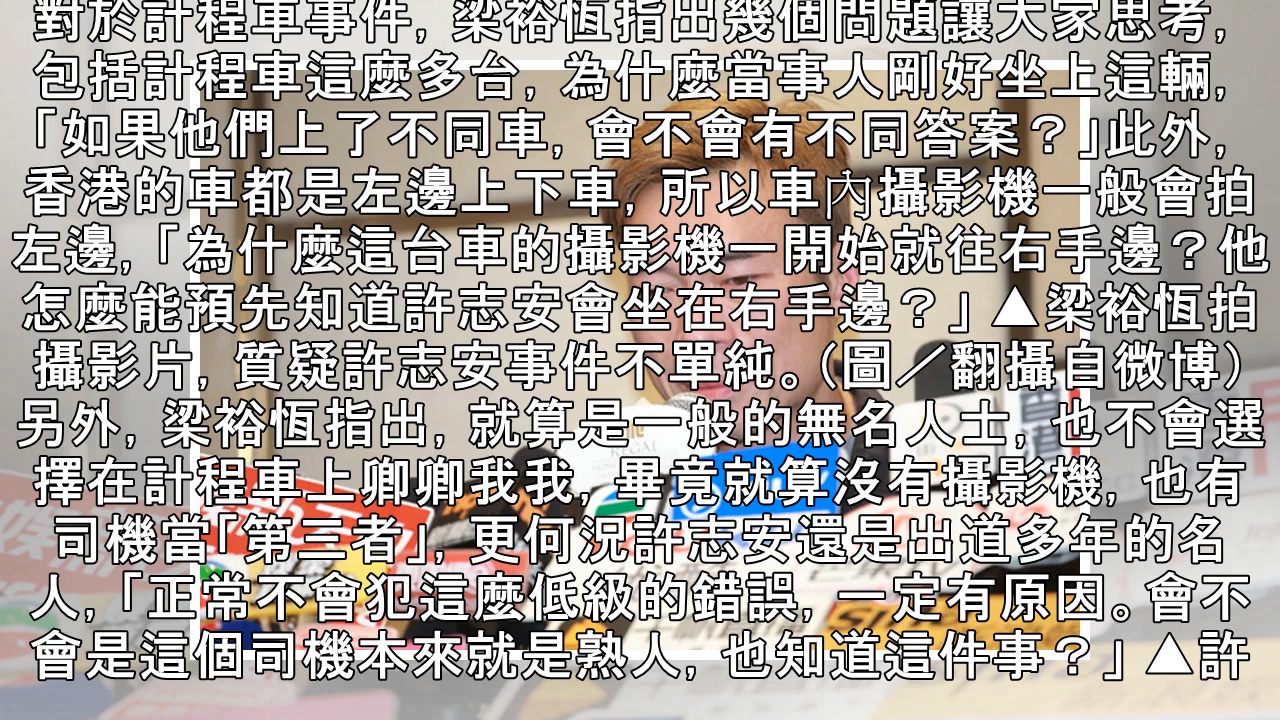 對於計程車事件, 梁裕恆指出幾個問題讓大家思考,
包括計程車這麼多台, 為什麼當事人剛好坐上這輛,
「如果他們上了不同車, 會不會有不同答案？」此外,
香港的車都是左邊上下車, 所以車內攝影機一般會拍
左邊,「為什麼這台車的攝影機一開始就往右手邊？他
怎麼能預先知道許志安會坐在右手邊？」▲梁裕恆拍
攝影片, 質疑許志安事件不單純。(圖／翻攝自微博)
另外, 梁裕恆指出, 就算是一般的無名人士, 也不會選
擇在計程車上卿卿我我, 畢竟就算沒有攝影機, 也有
司機當「第三者」, 更何況許志安還是出道多年的名
人,「正常不會犯這麼低級的錯誤, 一定有原因。會不
會是這個司機本來就是熟人, 也知道這件事？」▲許